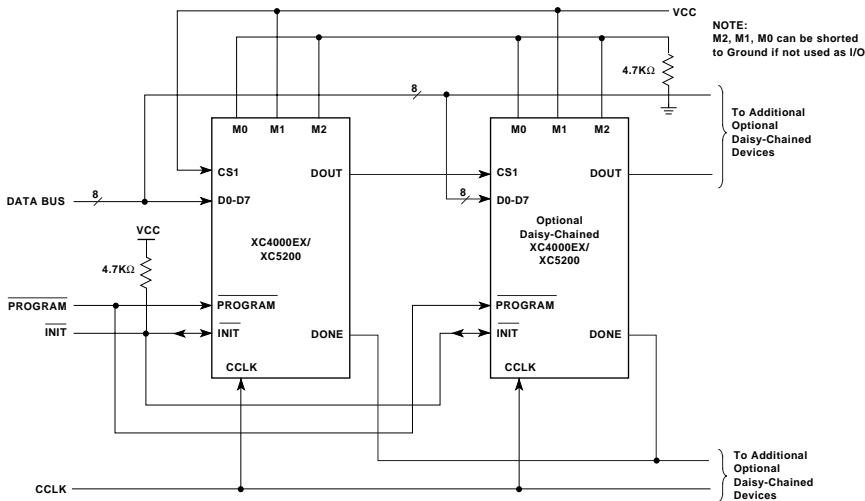 VCC
NOTE:
M2, M1, M0 can be shorted
to Ground if not used as I/O
4.7KΩ
8
M0 M1 M2
M0 M1 M2
To Additional
Optional
Daisy-Chained
Devices
CS1
DOUT
CS1
DOUT
DATA BUS
8
D0-D7
8
D0-D7
VCC
4.7KΩ
XC4000EX/
XC5200
Optional
Daisy-Chained
XC4000EX/
XC5200
PROGRAM
PROGRAM
PROGRAM
INIT
INIT
DONE
INIT
DONE
CCLK
CCLK
CCLK
To Additional
Optional
Daisy-Chained
Devices